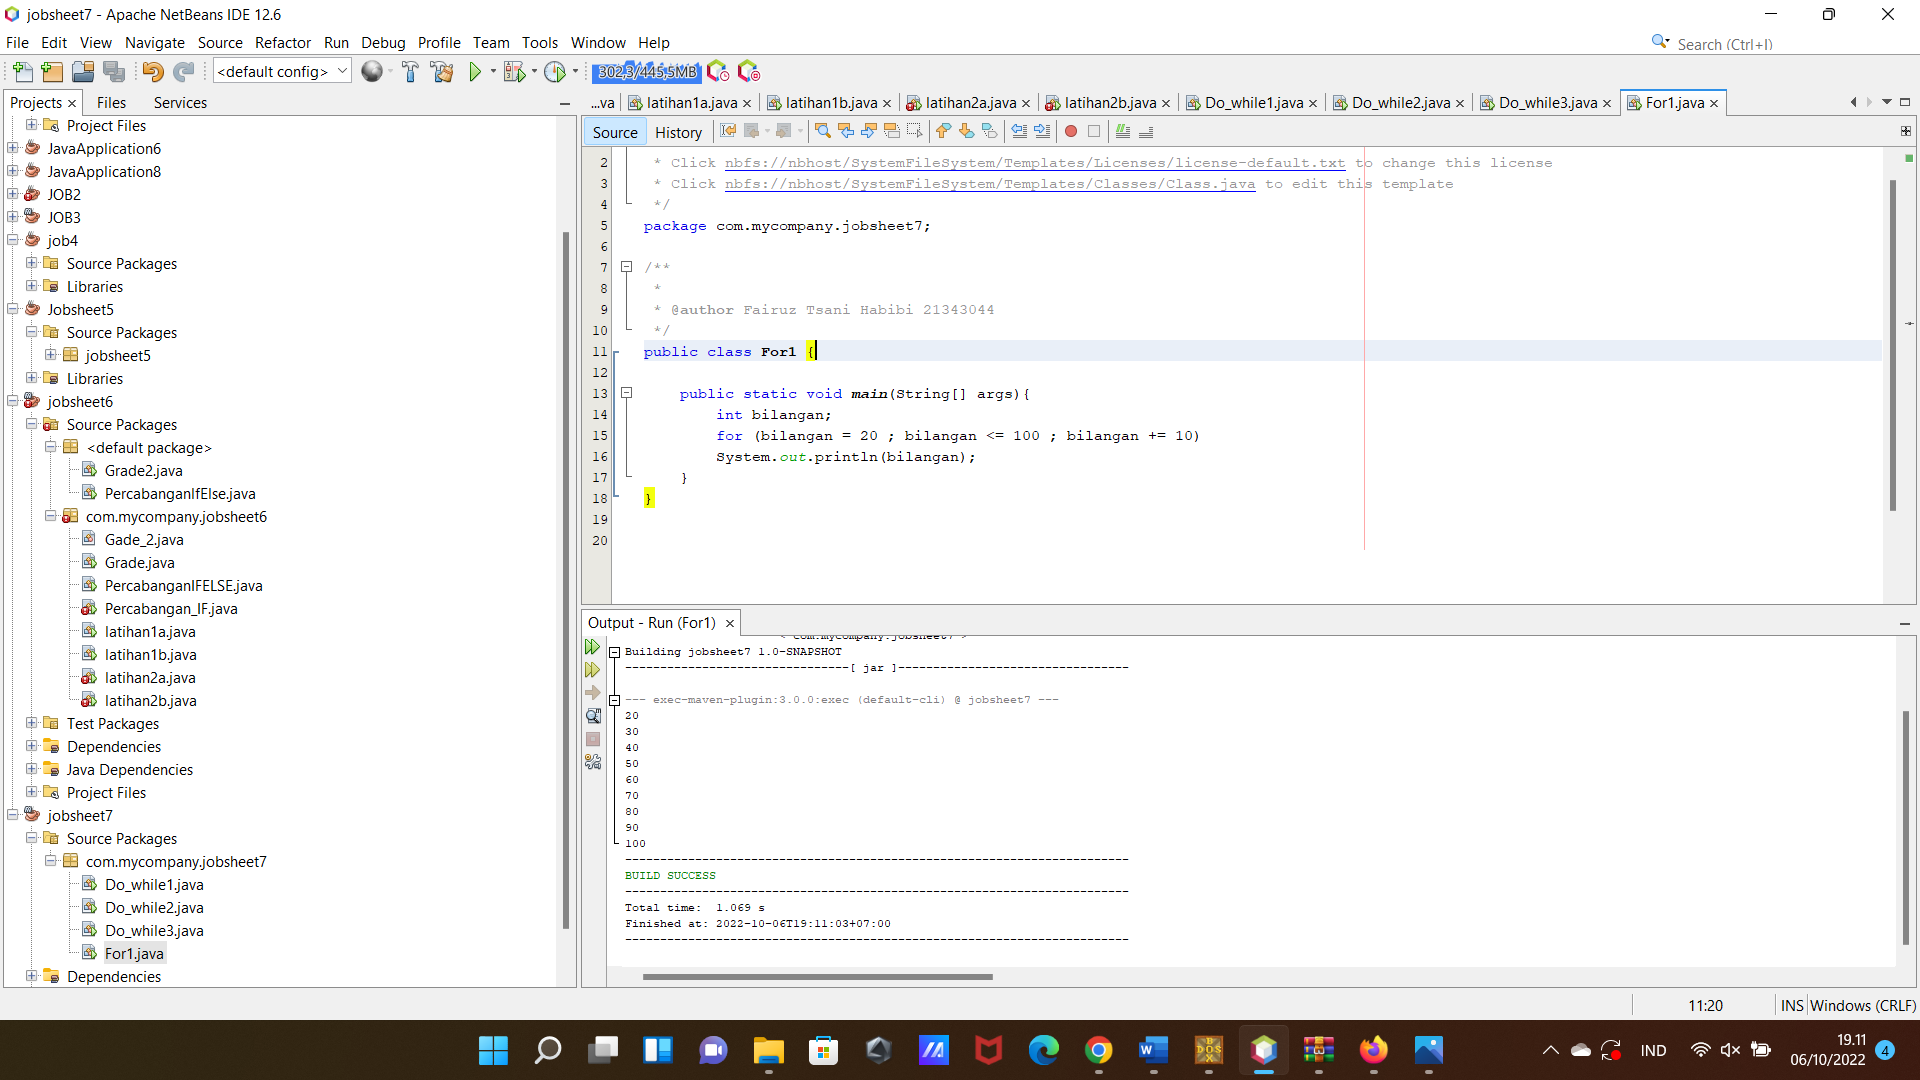 jobsheet7 - Apache NetBeans IDE 12.6
File Edit View Navigate Source Refactor Run Debug Profile Team Tools Window Help
Search (Ctrl+I)
<default config>
302,3/445,5MB
Projects Files Services
Project Files
JavaApplication6
JavaApplication8
JOB2
JOB3
job4
Source Packages
Libraries
Jobsheet5
Source Packages
jobsheet5
Libraries
jobsheet6
Source Packages
<default package>
Grade2.java
PercabanganIfElse.java
com.mycompany.jobsheet6
Gade_2.java
Grade.java
PercabanganIFELSE.java
Percabangan_IF.java
latihan1a.java
latihan1b.java
latihan2a.java
latihan2b.java
Test Packages
Dependencies
Java Dependencies
Project Files
jobsheet7
Source Packages
com.mycompany.jobsheet7
Do_while1.java
Do_while2.java
Do_while3.java
For1.java
Dependencies
...va latihan1a.java latihan1b.java latihan2a.java latihan2b.java Do_while1.java Do_while2.java Do_while3.java For1.java
Source History
2 * Click nbfs://nbhost/SystemFileSystem/Templates/Licenses/license-default.txt to change this license
3 * Click nbfs://nbhost/SystemFileSystem/Templates/Classes/Class.java to edit this template
4 */
5 package com.mycompany.jobsheet7;
6
7 /**
8 *
9 * @author Fairuz Tsani Habibi 21343044
10 */
11 public class For1 {
12
13 public static void main(String[] args){
14 int bilangan;
15 for (bilangan = 20 ; bilangan <= 100 ; bilangan += 10)
16 System.out.println(bilangan);
17 }
18 }
19
20
Output - Run (For1)
< com.mycompany:jobsheet7 >
Building jobsheet7 1.0-SNAPSHOT
--------------------------------[ jar ]---------------------------------
--- exec-maven-plugin:3.0.0:exec (default-cli) @ jobsheet7 ---
20
30
40
50
60
70
80
90
100
------------------------------------------------------------------------
BUILD SUCCESS
------------------------------------------------------------------------
Total time: 1.069 s
Finished at: 2022-10-06T19:11:03+07:00
------------------------------------------------------------------------
11:20 INS Windows (CRLF)
IND
19.11
06/10/2022
4